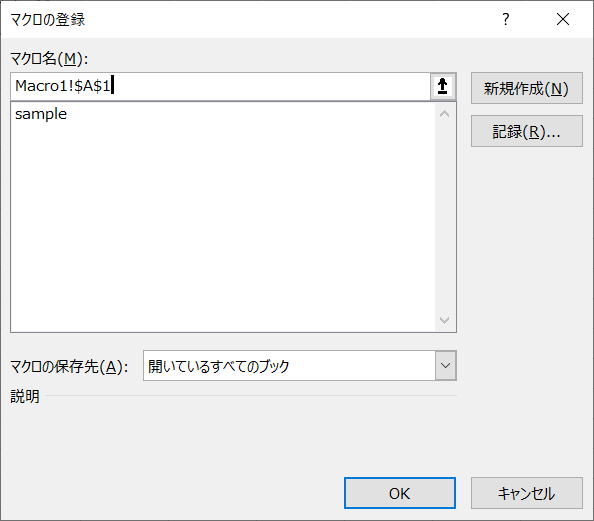 マクロの登録
?
マクロ名(M):
Macro1!$A$1
新規作成(N)
sample
記録(R)...
マクロの保存先(A):
開いているすべてのブック
説明
OK
キャンセル